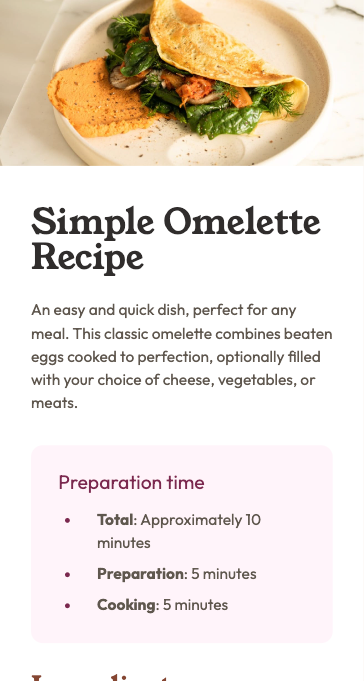 Simple Omelette
Recipe
An easy and quick dish, perfect for any
meal. This classic omelette combines beaten
eggs cooked to perfection, optionally filled
with your choice of cheese, vegetables, or
meats.
Preparation time
• Total: Approximately 10
minutes
• Preparation: 5 minutes
• Cooking: 5 minutes